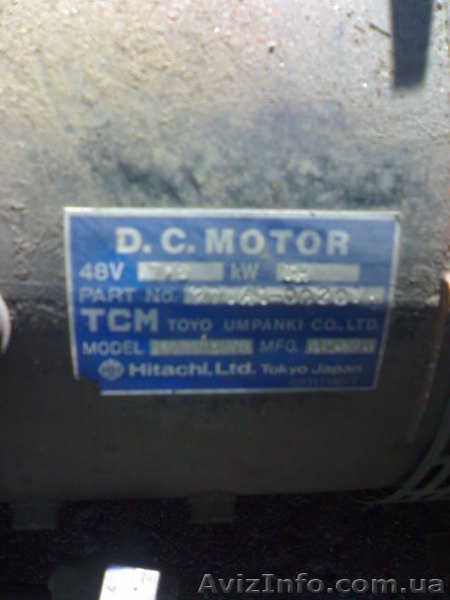 D.C. MOTOR
48V kW
PART No.
TCM TOYO UMPANKI CO., LTD.
MODEL MFG.
Hitachi, Ltd. Tokyo Japan
AvizInfo.com.ua